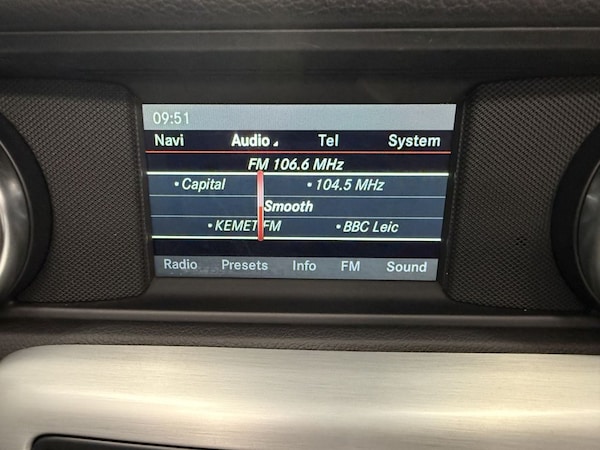 09:51
Navi Audio Tel System
FM 106.6 MHz
• Capital • 104.5 MHz
Smooth
• KEMET FM • BBC Leic
Radio Presets Info FM Sound